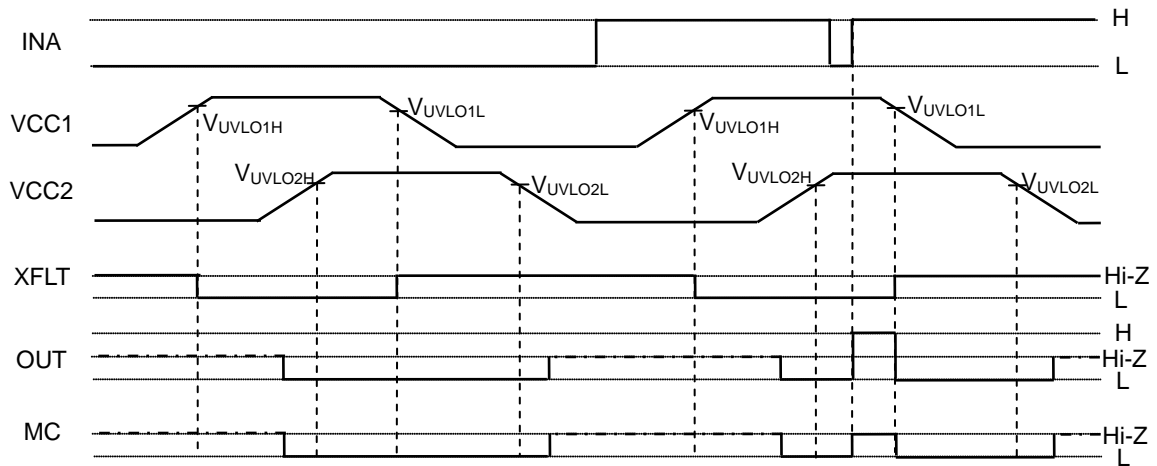 INA
H
L
VCC1
VUVLO1H
VUVLO1L
VUVLO1H
VUVLO1L
VCC2
VUVLO2H
VUVLO2L
VUVLO2H
VUVLO2L
XFLT
Hi-Z
L
OUT
H
Hi-Z
L
MC
Hi-Z
L